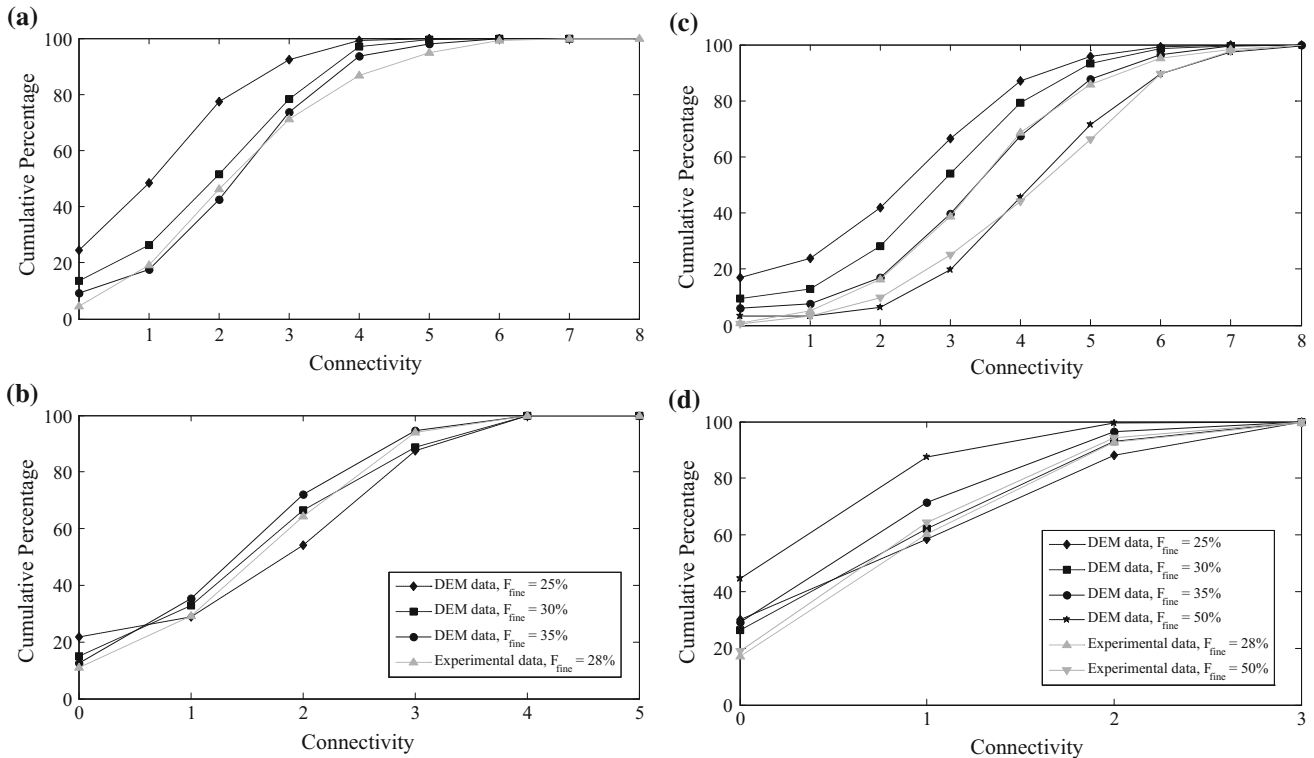 (a)
100
80
60
40
20
0
Cumulative Percentage
1 2 3 4 5 6 7 8
Connectivity
(b)
100
80
60
40
20
0
Cumulative Percentage
DEM data, F_fine = 25%
DEM data, F_fine = 30%
DEM data, F_fine = 35%
Experimental data, F_fine = 28%
0 1 2 3 4 5
Connectivity
(c)
100
80
60
40
20
0
Cumulative Percentage
1 2 3 4 5 6 7 8
Connectivity
(d)
100
80
60
40
20
0
Cumulative Percentage
DEM data, F_fine = 25%
DEM data, F_fine = 30%
DEM data, F_fine = 35%
DEM data, F_fine = 50%
Experimental data, F_fine = 28%
Experimental data, F_fine = 50%
0 1 2 3
Connectivity